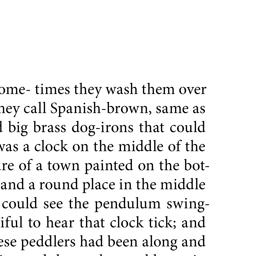 ome- times they wash them over
hey call Spanish-brown, same as
big brass dog-irons that could
was a clock on the middle of the
re of a town painted on the bot-
and a round place in the middle
could see the pendulum swing-
iful to hear that clock tick; and
ese peddlers had been along and